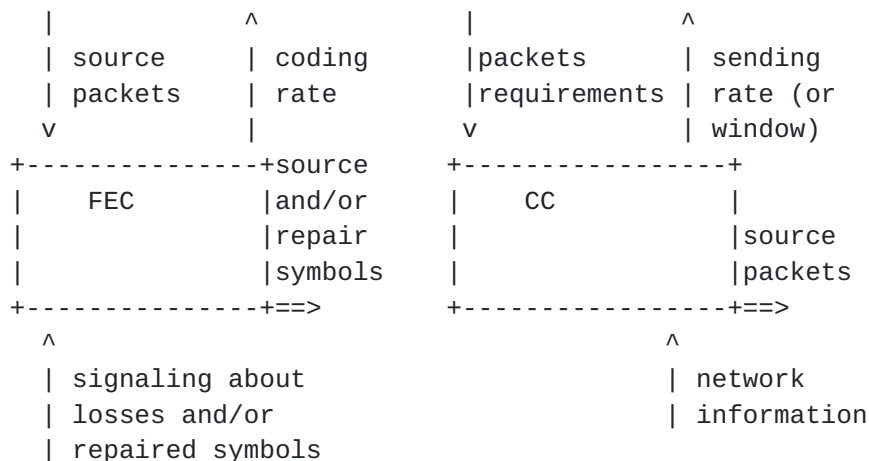 |             ^              |             ^
| source      | coding       |packets      | sending
| packets     | rate         |requirements | rate (or
v             |              v             | window)
+---------------+source     +-----------------+
|     FEC       |and/or     |     CC          |
|               |repair     |                 |source
|               |symbols    |                 |packets
+---------------+==>        +-----------------+==>
^                                      ^
| signaling about                      | network
| losses and/or                        | information
| repaired symbols